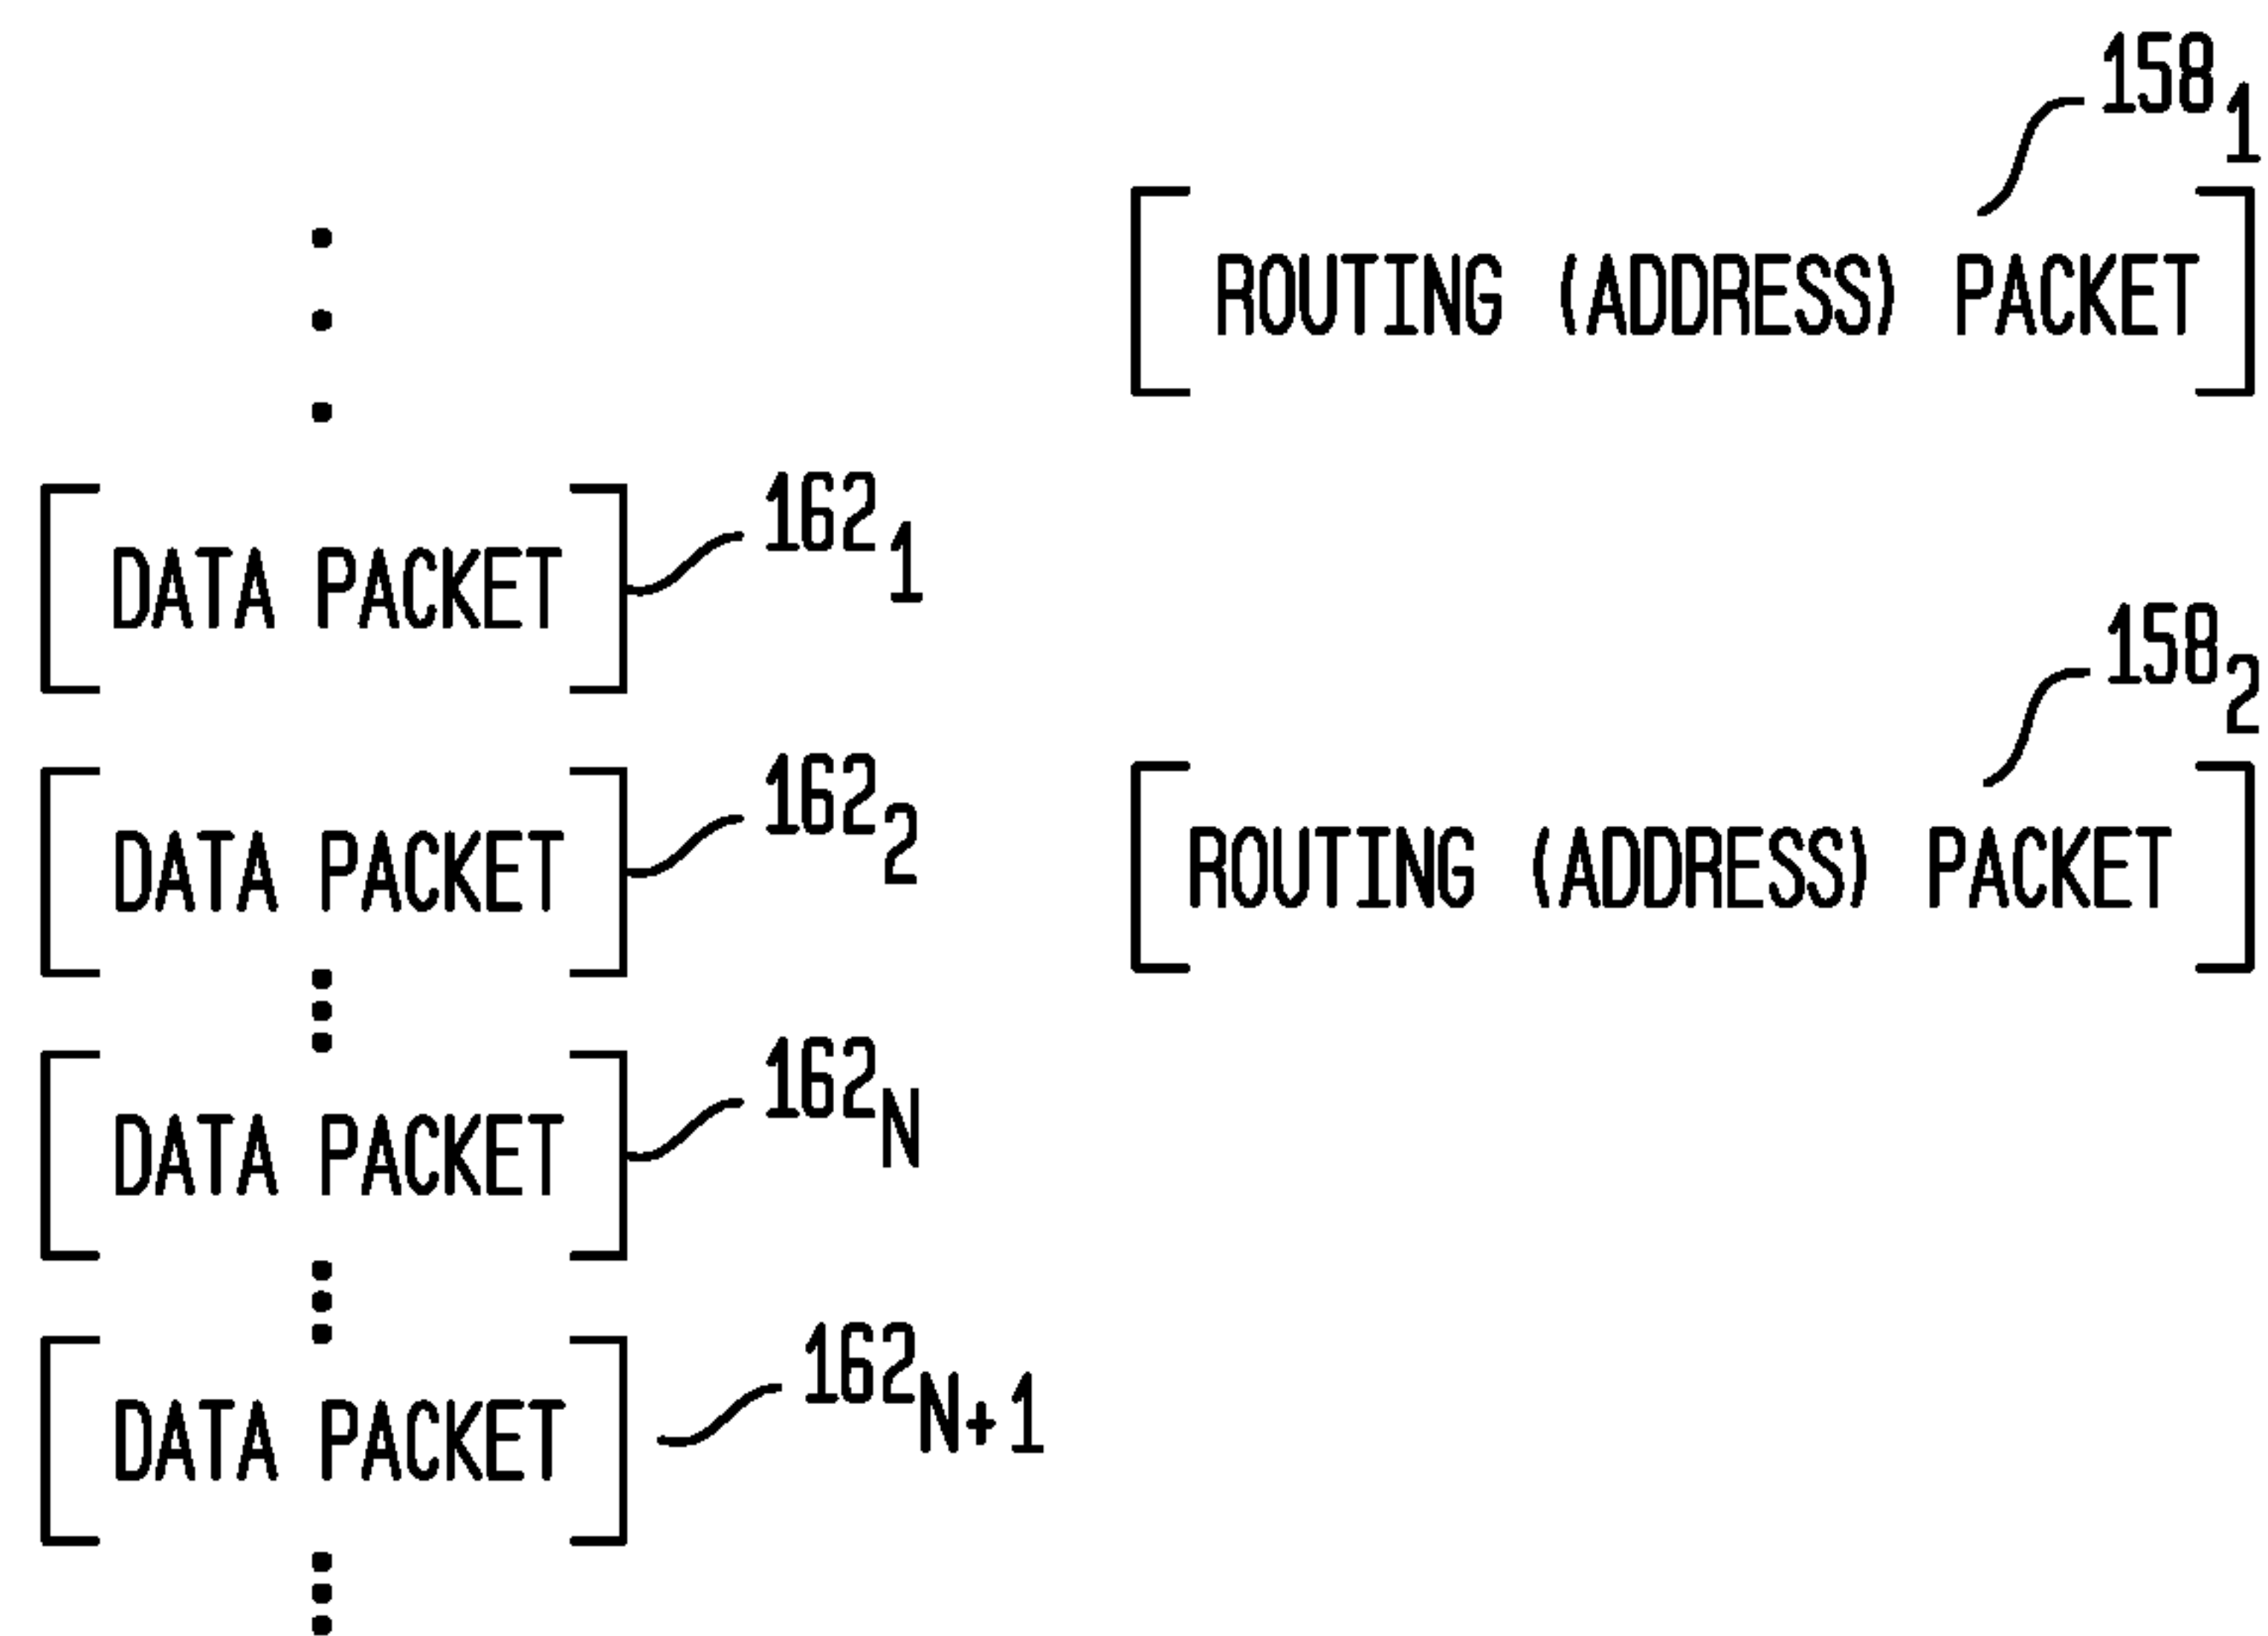 158₁
ROUTING (ADDRESS) PACKET
162₁
DATA PACKET
158₂
162₂
DATA PACKET
ROUTING (ADDRESS) PACKET
162N
DATA PACKET
162N+1
DATA PACKET